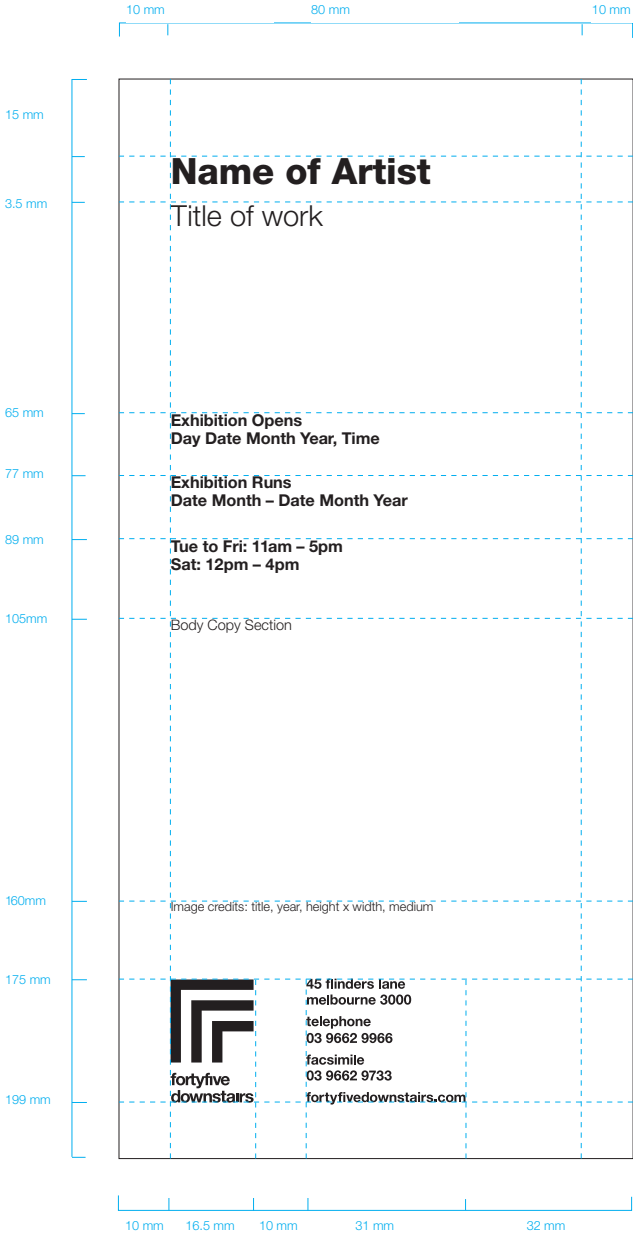 10 mm 80 mm 10 mm
15 mm
Name of Artist
3.5 mm
Title of work
65 mm
Exhibition Opens
Day Date Month Year, Time
77 mm
Exhibition Runs
Date Month – Date Month Year
89 mm
Tue to Fri: 11am – 5pm
Sat: 12pm – 4pm
105mm
Body Copy Section
160mm
Image credits: title, year, height x width, medium
175 mm
45 flinders lane
melbourne 3000
telephone
03 9662 9966
facsimile
03 9662 9733
fortyfivedownstairs.com
fortyfive
downstairs
199 mm
10 mm 16.5 mm 10 mm 31 mm 32 mm